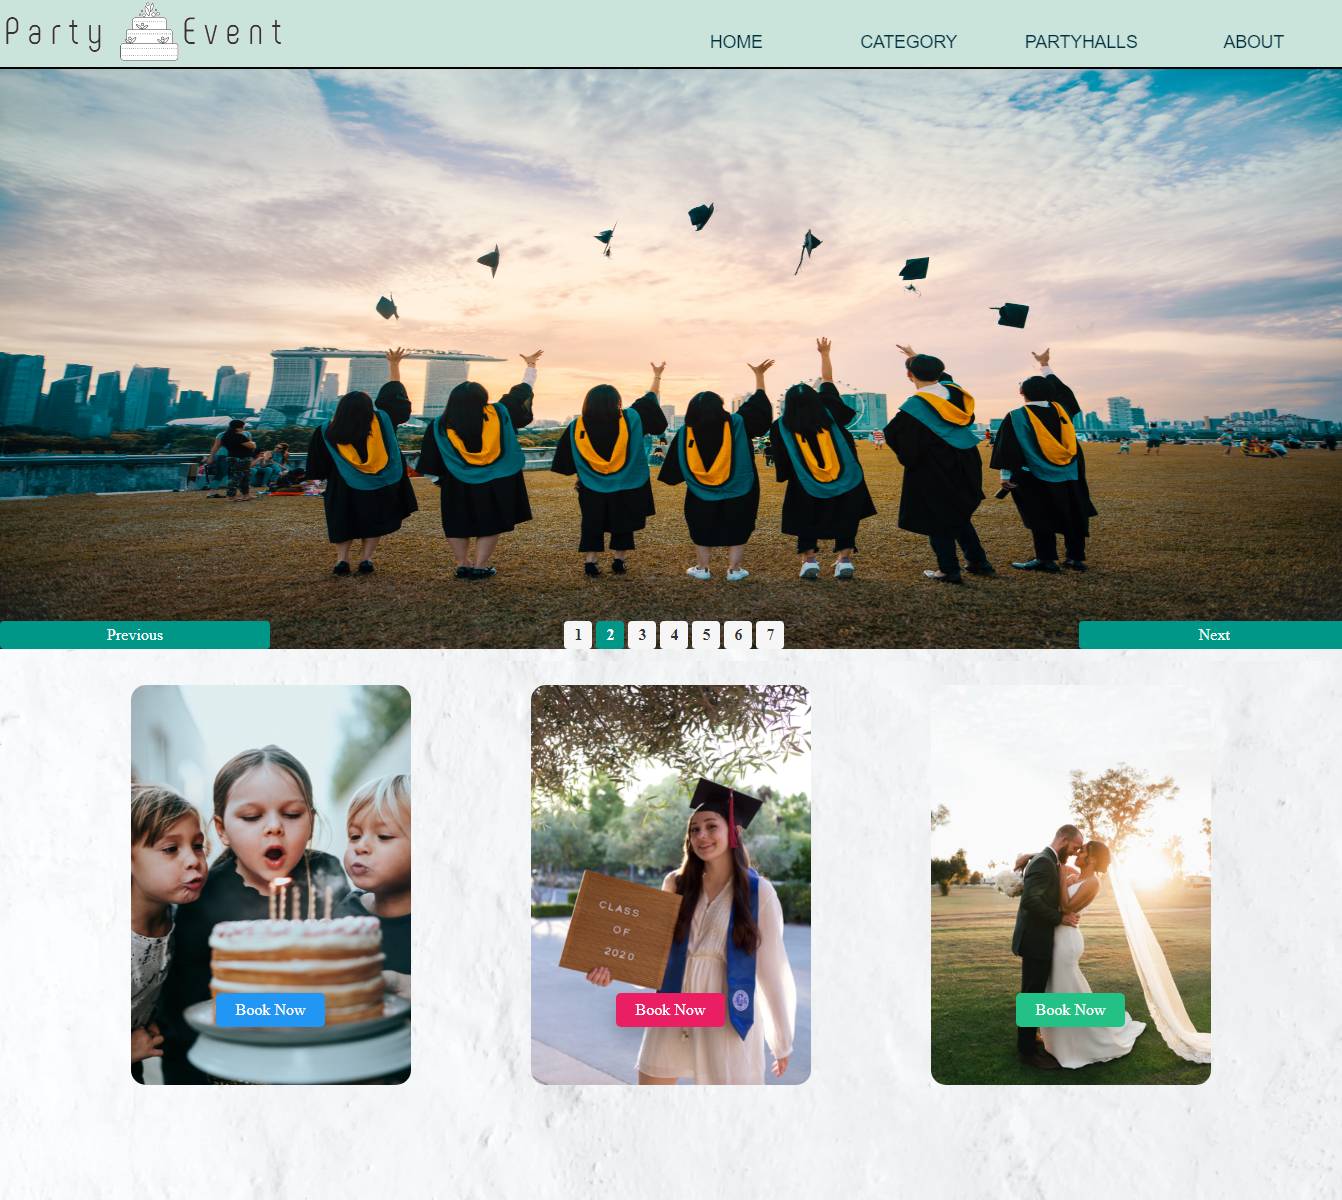 Party Event
HOME CATEGORY PARTYHALLS ABOUT
Previous 1 2 3 4 5 6 7 Next
CLASS
OF
2020
Book Now Book Now Book Now